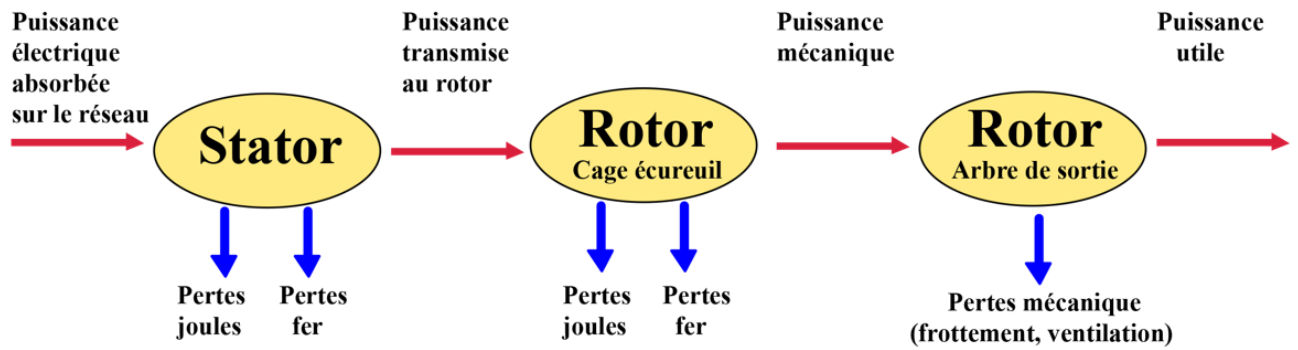 Puissance
électrique
absorbée
sur le réseau
Puissance
transmise
au rotor
Puissance
mécanique
Puissance
utile
Stator
Rotor
Cage écureuil
Rotor
Arbre de sortie
Pertes
joules
Pertes
fer
Pertes
joules
Pertes
fer
Pertes mécanique
(frottement, ventilation)